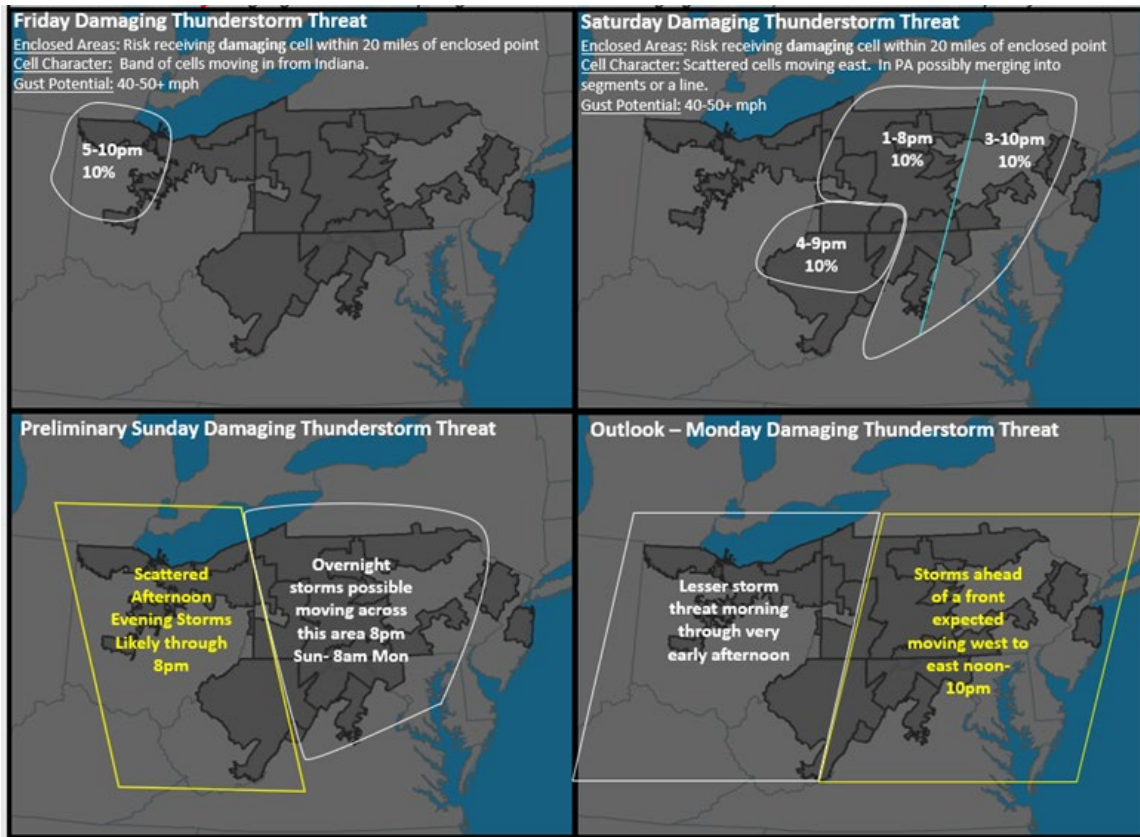 Friday Damaging Thunderstorm Threat
Enclosed Areas: Risk receiving damaging cell within 20 miles of enclosed point
Cell Character: Band of cells moving in from Indiana.
Gust Potential: 40-50+ mph
5-10pm
10%
Saturday Damaging Thunderstorm Threat
Enclosed Areas: Risk receiving damaging cell within 20 miles of enclosed point
Cell Character: Scattered cells moving east. In PA possibly merging into
segments or a line.
Gust Potential: 40-50+ mph
1-8pm
10%
3-10pm
10%
4-9pm
10%
Preliminary Sunday Damaging Thunderstorm Threat
Scattered
Afternoon
Evening Storms
Likely through
8pm
Overnight
storms possible
moving across
this area 8pm
Sun- 8am Mon
Outlook – Monday Damaging Thunderstorm Threat
Lesser storm
threat morning
through very
early afternoon
Storms ahead
of a front
expected
moving west to
east noon-
10pm